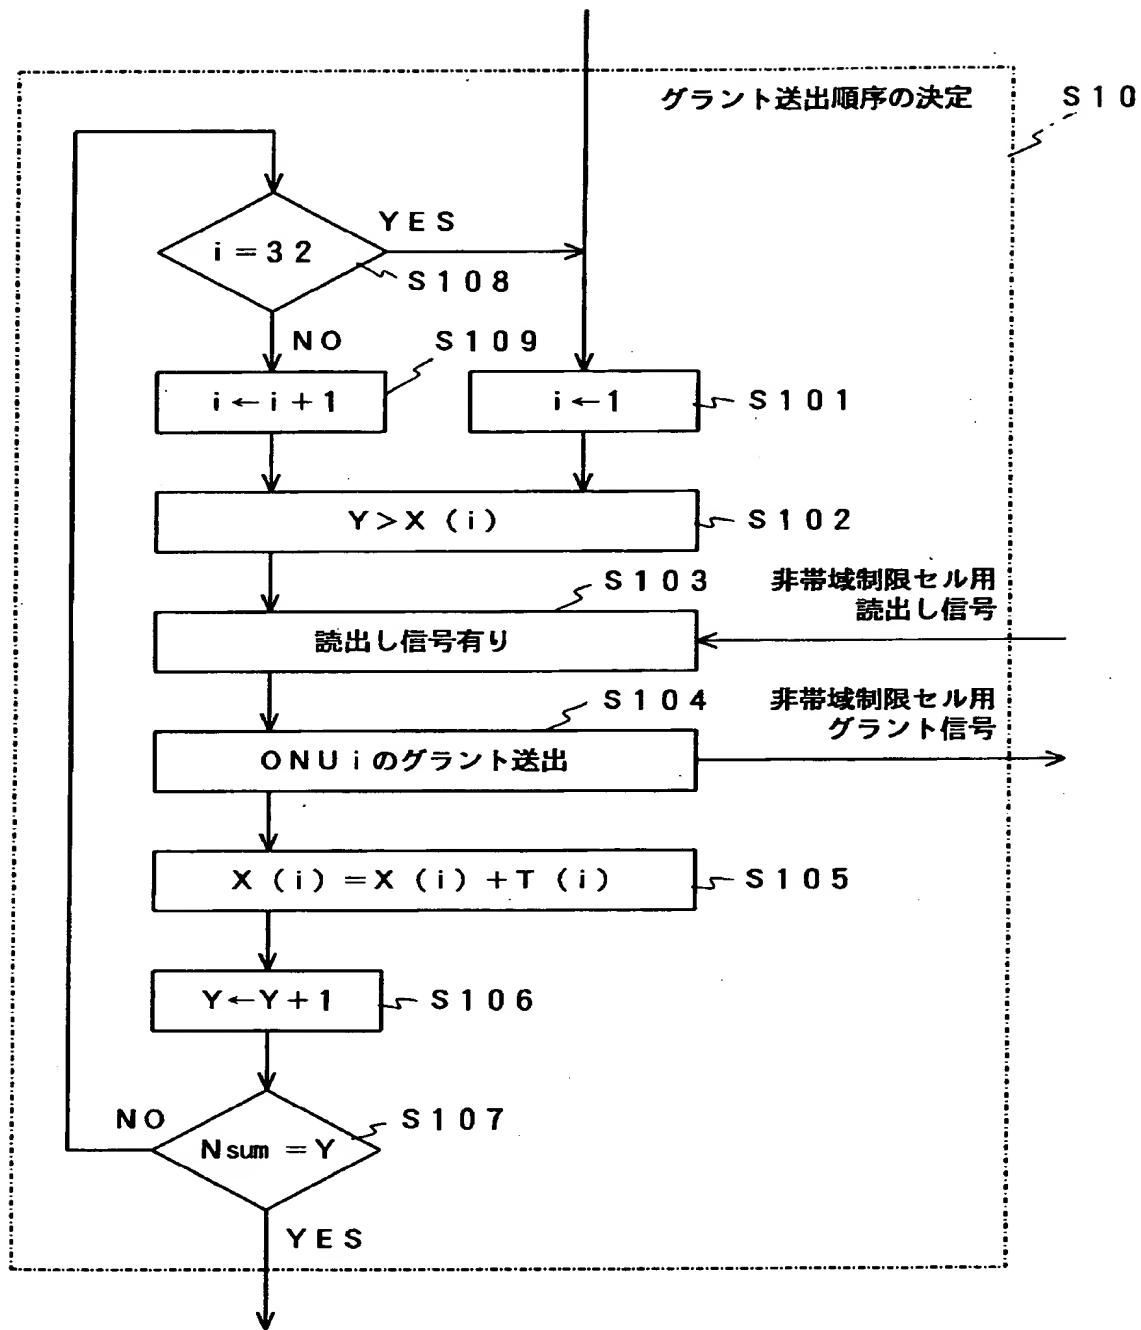 グラント送出順序の決定
S10
i=32
YES
S108
NO
S109
i←i+1
i←1
S101
Y>X(i)
S102
S103
非帯域制限セル用
読出し信号
読出し信号有り
S104
非帯域制限セル用
グラント信号
ONUiのグラント送出
X(i)=X(i)+T(i)
S105
Y←Y+1
S106
NO
S107
Nsum=Y
YES